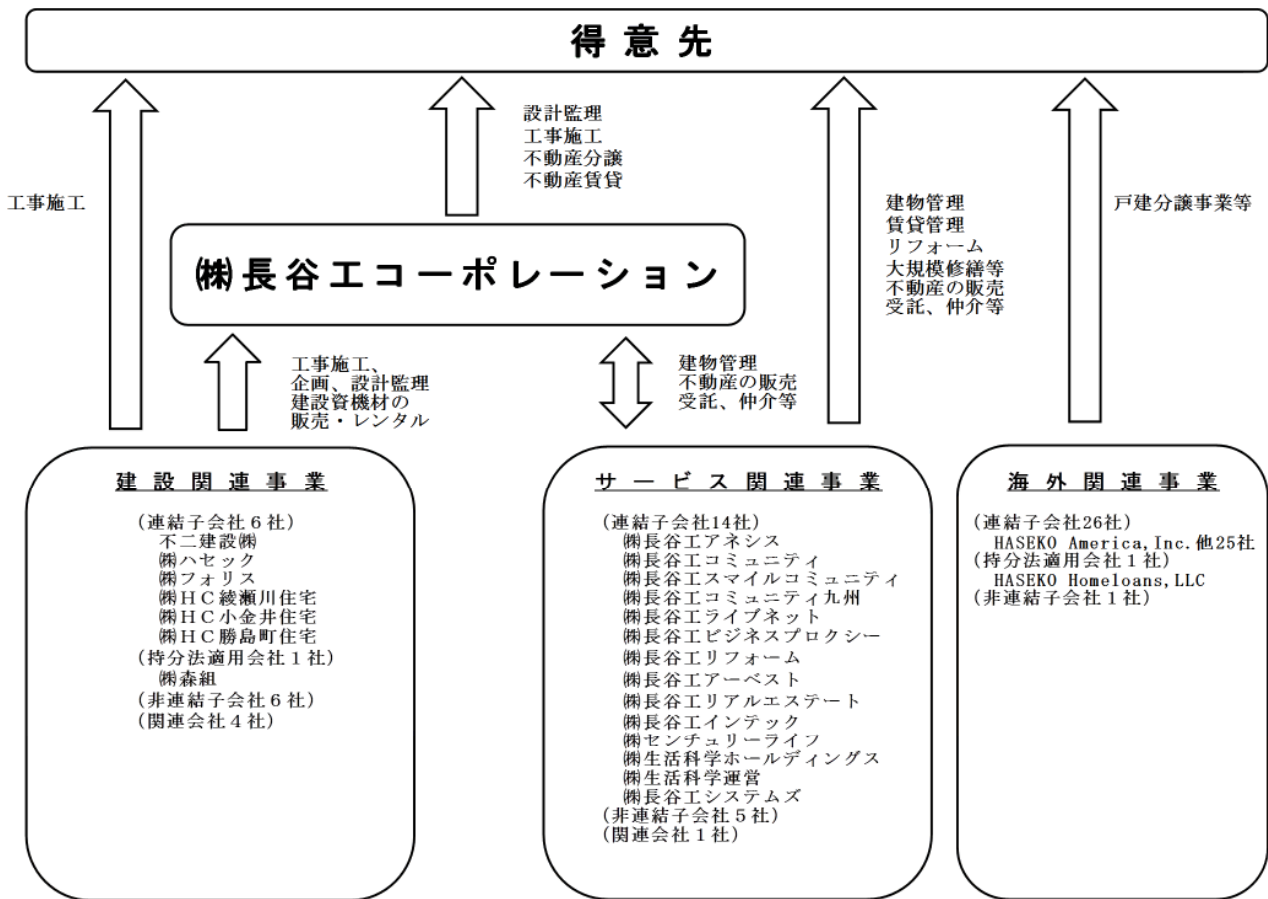 得意先
設計監理
工事施工
不動産分譲
不動産賃貸
工事施工
建物管理
賃貸管理
リフォーム
大規模修繕等
不動産の販売
受託、仲介等
戸建分譲事業等
㈱長谷工コーポレーション
工事施工、
企画、設計監理
建設資機材の
販売・レンタル
建物管理
不動産の販売
受託、仲介等
建設関連事業
(連結子会社６社)
不二建設㈱
㈱ハセック
㈱フォリス
㈱ＨＣ綾瀬川住宅
㈱ＨＣ小金井住宅
㈱ＨＣ勝島町住宅
(持分法適用会社１社)
㈱森組
(非連結子会社６社)
(関連会社４社)
サービス関連事業
(連結子会社14社)
㈱長谷工アネシス
㈱長谷工コミュニティ
㈱長谷工スマイルコミュニティ
㈱長谷工コミュニティ九州
㈱長谷工ライブネット
㈱長谷工ビジネスプロクシー
㈱長谷工リフォーム
㈱長谷工アーベスト
㈱長谷工リアルエステート
㈱長谷工インテック
㈱センチュリーライフ
㈱生活科学ホールディングス
㈱生活科学運営
㈱長谷工システムズ
(非連結子会社５社)
(関連会社１社)
海外関連事業
(連結子会社26社)
HASEKO America,Inc.他25社
(持分法適用会社１社)
HASEKO Homeloans,LLC
(非連結子会社１社)